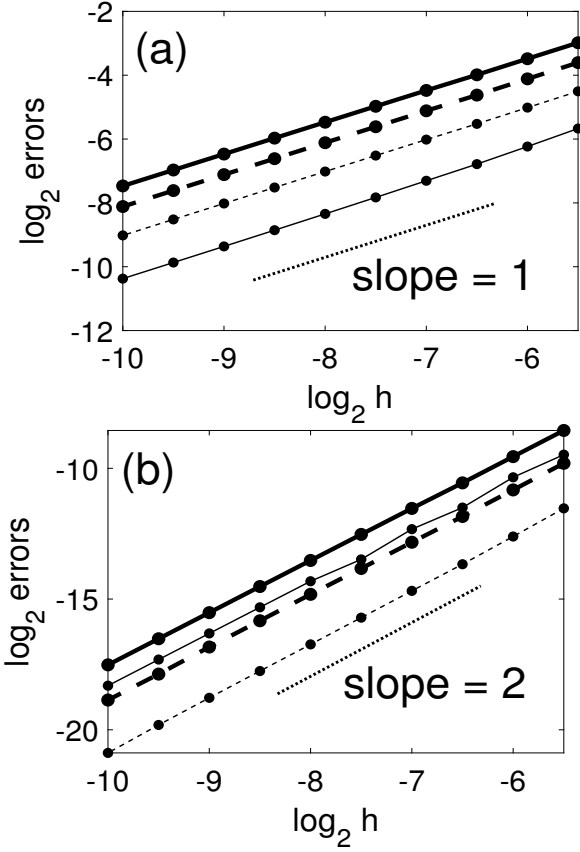 (a)
-2
-4
-6
-8
-10
-12
log₂ errors
slope = 1
-10 -9 -8 -7 -6
log₂ h
(b)
-10
-15
-20
log₂ errors
slope = 2
-10 -9 -8 -7 -6
log₂ h